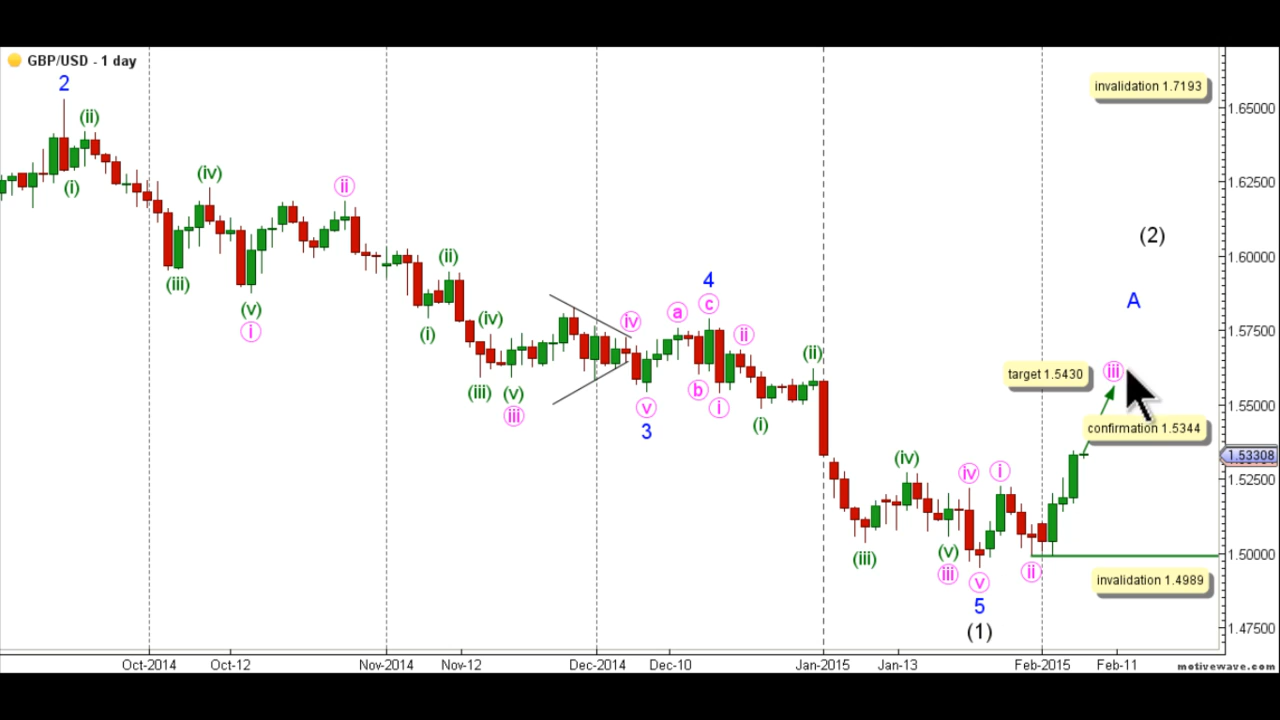 GBP/USD - 1 day
2
(ii)
(i)
(iv)
(iii)
(v)
i
ii
(ii)
(i)
(iv)
(iii)
(v)
iii
iv
v
3
a
4
c
b
ii
i
(i)
(ii)
(iii)
(iv)
(v)
iii
iv
i
v
5
(1)
ii
invalidation 1.7193
(2)
A
target 1.5430
iii
confirmation 1.5344
invalidation 1.4989
1.65000
1.62500
1.60000
1.57500
1.55000
1.53308
1.52500
1.50000
1.47500
Oct-2014 Oct-12 Nov-2014 Nov-12 Dec-2014 Dec-10 Jan-2015 Jan-13 Feb-2015 Feb-11
motivewave.com